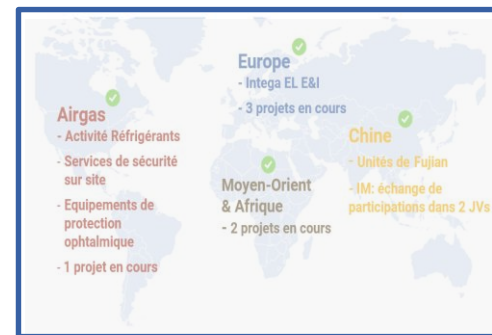 Europe
- Intega EL E&I
- 3 projets en cours
Airgas
- Activité Réfrigérants
- Services de sécurité
sur site
- Equipements de
protection
ophtalmique
- 1 projet en cours
Chine
- Unités de Fujian
- IM: échange de
participations dans 2 JVs
Moyen-Orient
& Afrique
- 2 projets en cours